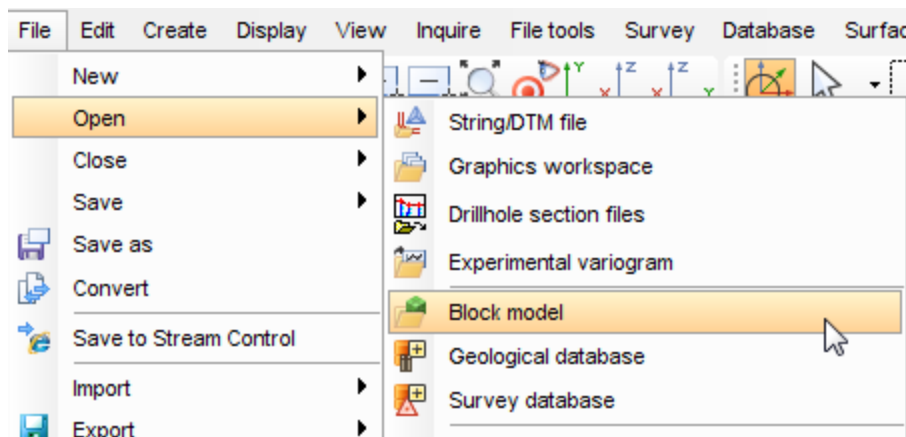 File Edit Create Display View Inquire File tools Survey Database Surfac
New
Open
Close
Save
Save as
Convert
Save to Stream Control
Import
Export
String/DTM file
Graphics workspace
Drillhole section files
Experimental variogram
Block model
Geological database
Survey database